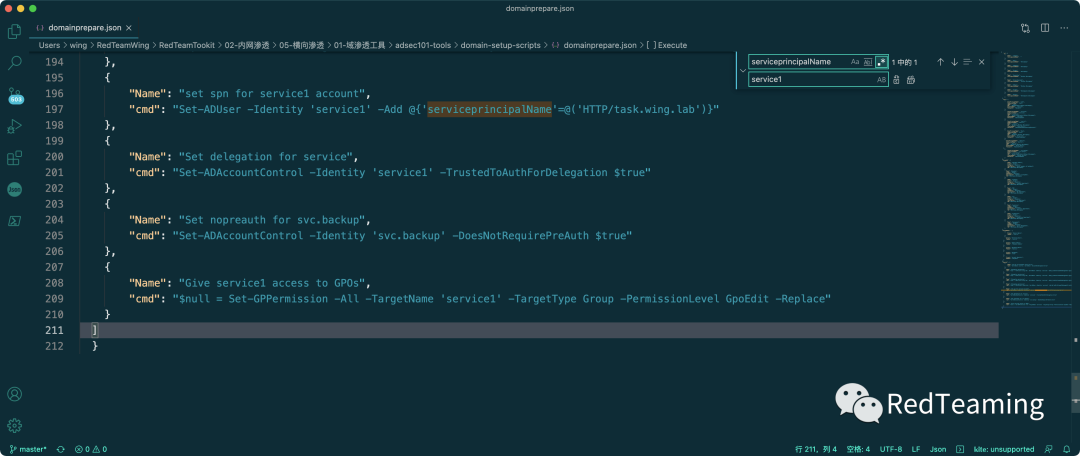 domainprepare.json
{} domainprepare.json ×
Users > wing > RedTeamWing > RedTeamTookit > 02-内网渗透 > 05-横向渗透 > 01-域渗透工具 > adsec101-tools > domain-setup-scripts > {} domainprepare.json > [ ] Execute
serviceprincipalName Aa ab .* 1 中的 1
service1 AB
603
Json
194 },
195 {
196 "Name": "set spn for service1 account",
197 "cmd": "Set-ADUser -Identity 'service1' -Add @{'serviceprincipalName'=@('HTTP/task.wing.lab')}"
198 },
199 {
200 "Name": "Set delegation for service",
201 "cmd": "Set-ADAccountControl -Identity 'service1' -TrustedToAuthForDelegation $true"
202 },
203 {
204 "Name": "Set nopreauth for svc.backup",
205 "cmd": "Set-ADAccountControl -Identity 'svc.backup' -DoesNotRequirePreAuth $true"
206 },
207 {
208 "Name": "Give service1 access to GPOs",
209 "cmd": "$null = Set-GPPermission -All -TargetName 'service1' -TargetType Group -PermissionLevel GpoEdit -Replace"
210 }
211 ]
212 }
RedTeaming
master* 0 0 行 211，列 4 空格: 4 UTF-8 LF Json kite: unsupported